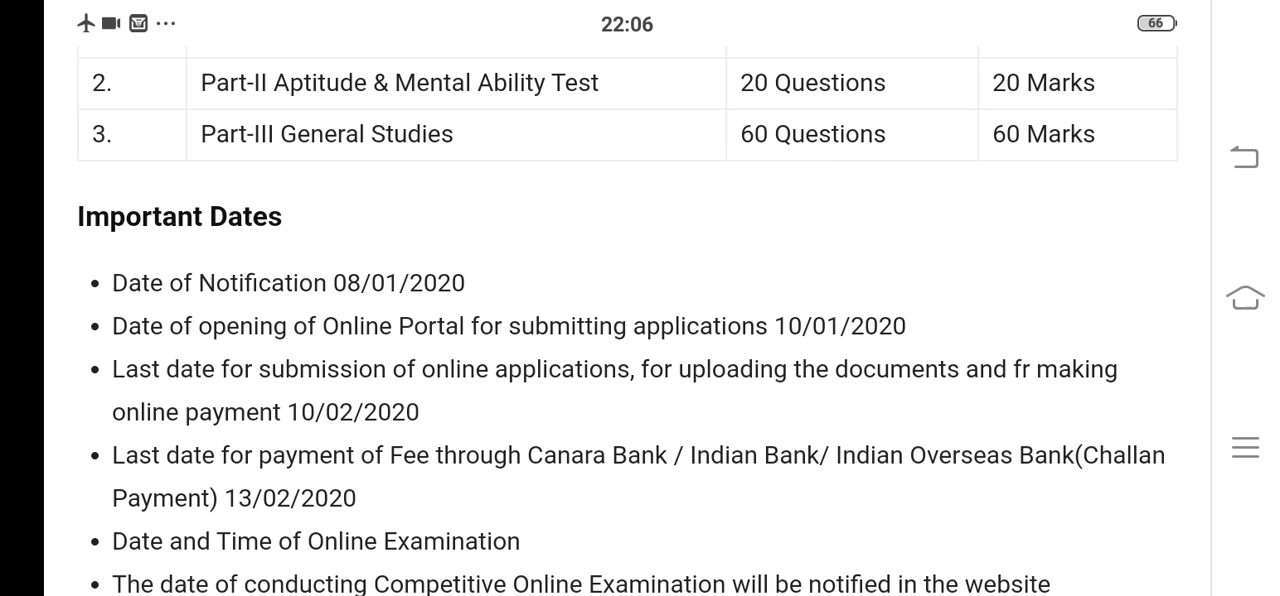 22:06
66
2. Part-II Aptitude & Mental Ability Test 20 Questions 20 Marks
3. Part-III General Studies 60 Questions 60 Marks
Important Dates
• Date of Notification 08/01/2020
• Date of opening of Online Portal for submitting applications 10/01/2020
• Last date for submission of online applications, for uploading the documents and fr making
online payment 10/02/2020
• Last date for payment of Fee through Canara Bank / Indian Bank/ Indian Overseas Bank(Challan
Payment) 13/02/2020
• Date and Time of Online Examination
• The date of conducting Competitive Online Examination will be notified in the website